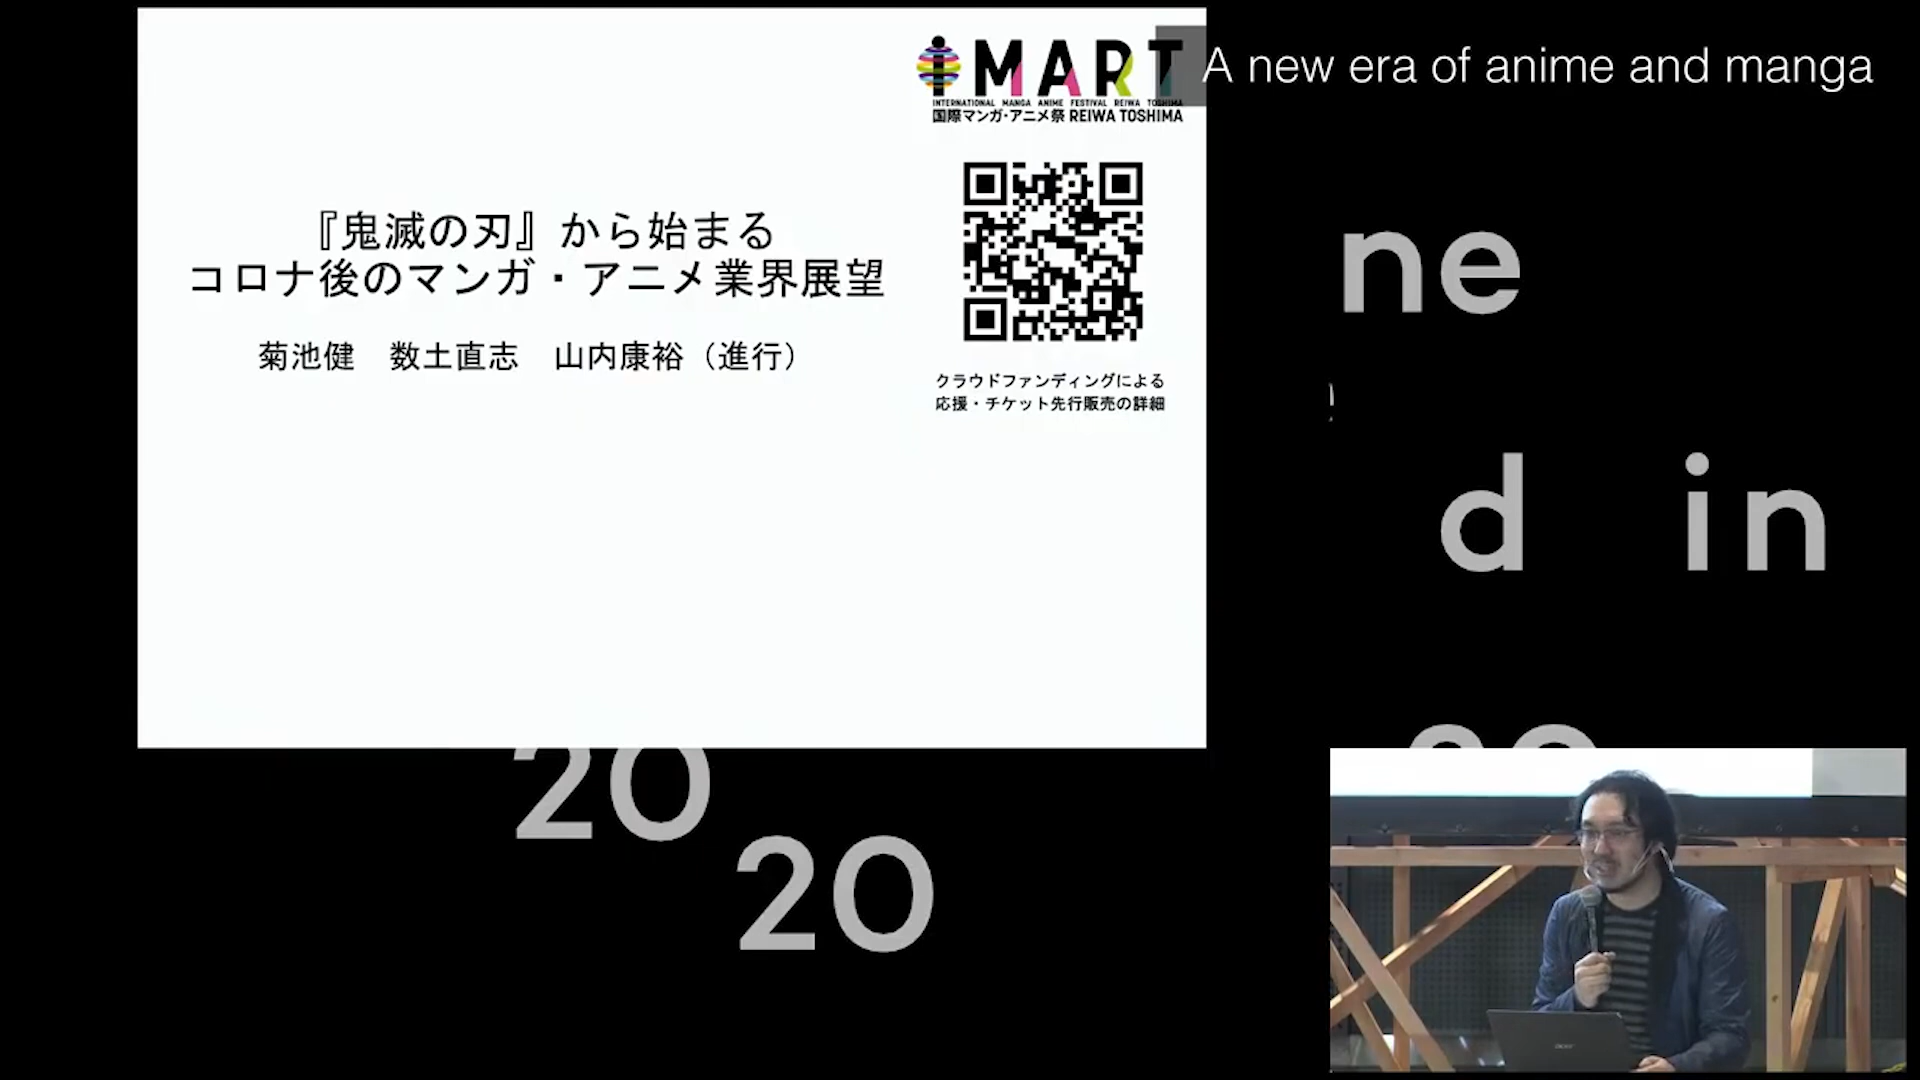 iMART
INTERNATIONAL MANGA ANIME FESTIVAL REIWA TOSHIMA
国際マンガ・アニメ祭 REIWA TOSHIMA
A new era of anime and manga
『鬼滅の刃』から始まる
コロナ後のマンガ・アニメ業界展望
菊池健 数土直志 山内康裕（進行）
クラウドファンディングによる
応援・チケット先行販売の詳細
ne
d in
20
20
acer